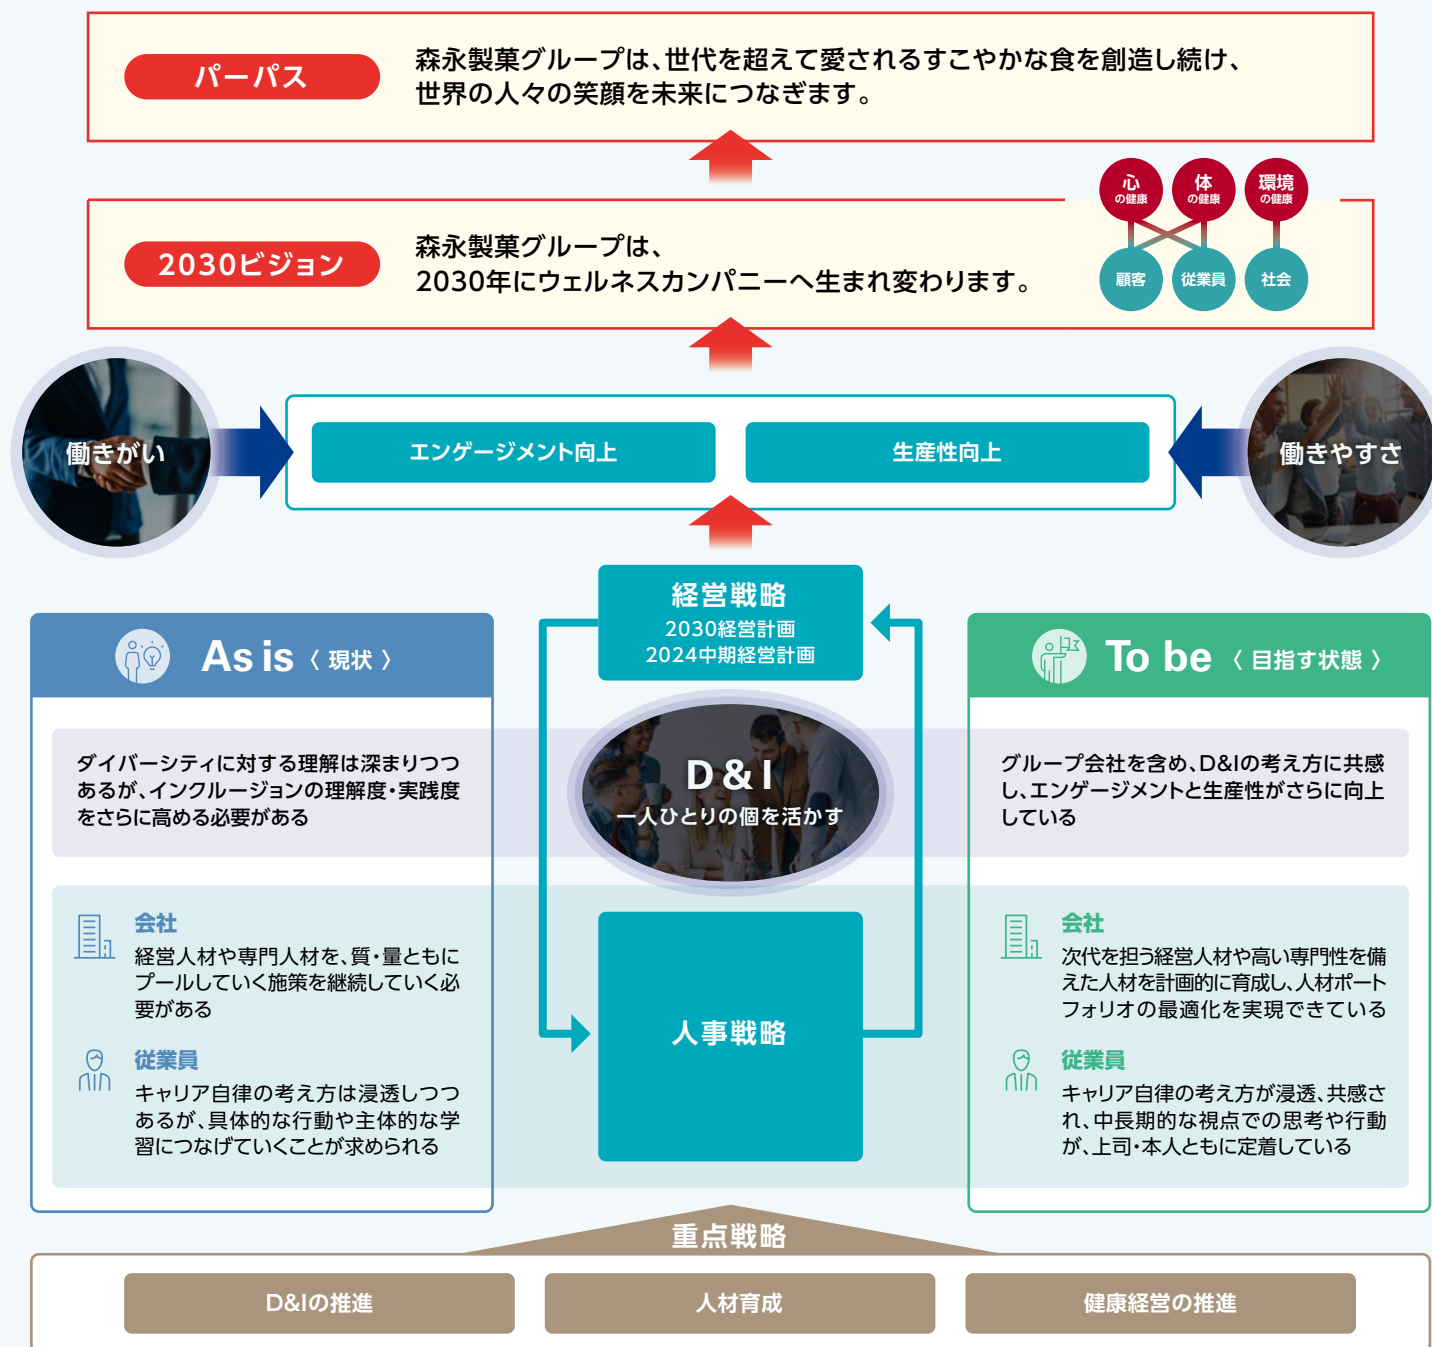 パーパス
森永製菓グループは、世代を超えて愛されるすこやかな食を創造し続け、
世界の人々の笑顔を未来につなぎます。
心
の健康
体
の健康
環境
の健康
2030ビジョン
森永製菓グループは、
2030年にウェルネスカンパニーへ生まれ変わります。
顧客
従業員
社会
働きがい
エンゲージメント向上
生産性向上
働きやすさ
経営戦略
2030経営計画
2024中期経営計画
As is〈 現状 〉
ダイバーシティに対する理解は深まりつつ
あるが、インクルージョンの理解度・実践度
をさらに高める必要がある
会社
経営人材や専門人材を、質・量ともに
プールしていく施策を継続していく必
要がある
従業員
キャリア自律の考え方は浸透しつつ
あるが、具体的な行動や主体的な学
習につなげていくことが求められる
D&I
一人ひとりの個を活かす
人事戦略
To be〈 目指す状態 〉
グループ会社を含め、D&Iの考え方に共感
し、エンゲージメントと生産性がさらに向上
している
会社
次代を担う経営人材や高い専門性を備
えた人材を計画的に育成し、人材ポート
フォリオの最適化を実現できている
従業員
キャリア自律の考え方が浸透、共感さ
れ、中長期的な視点での思考や行動
が、上司・本人ともに定着している
重点戦略
D&Iの推進
人材育成
健康経営の推進